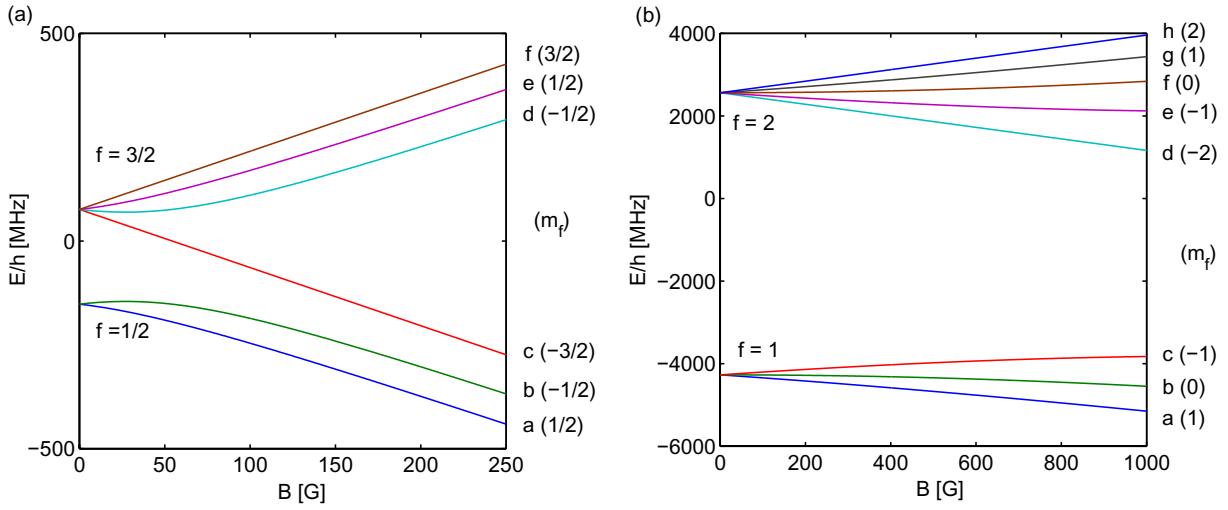 (a)
500
f (3/2)
e (1/2)
d (−1/2)
f = 3/2
(m_f)
0
E/h [MHz]
f =1/2
c (−3/2)
b (−1/2)
a (1/2)
−500
0 50 100 150 200 250
B [G]
(b)
4000
h (2)
g (1)
f (0)
e (−1)
d (−2)
2000
f = 2
0
E/h [MHz]
(m_f)
−2000
f = 1
−4000
c (−1)
b (0)
a (1)
−6000
0 200 400 600 800 1000
B [G]